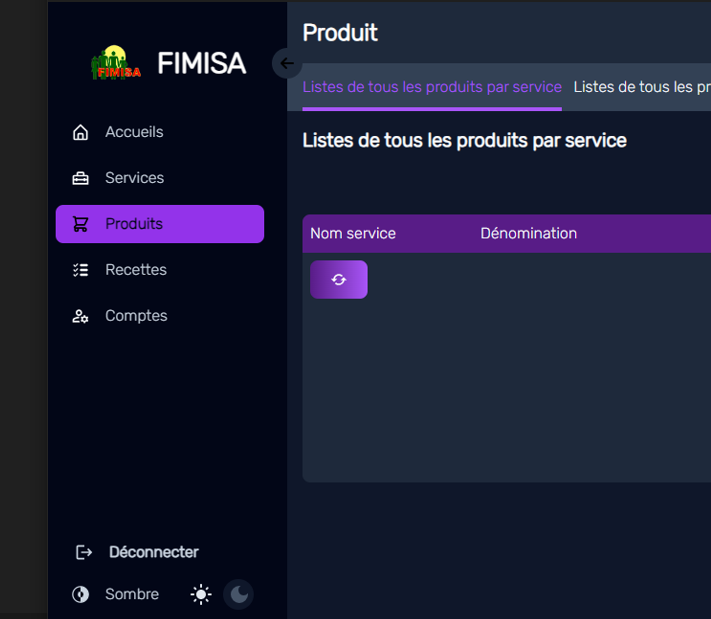 FIMISA
FIMISA
Accueils
Services
Produits
Recettes
Comptes
Déconnecter
Sombre
Produit
Listes de tous les produits par service
Listes de tous les pr
Listes de tous les produits par service
Nom service
Dénomination